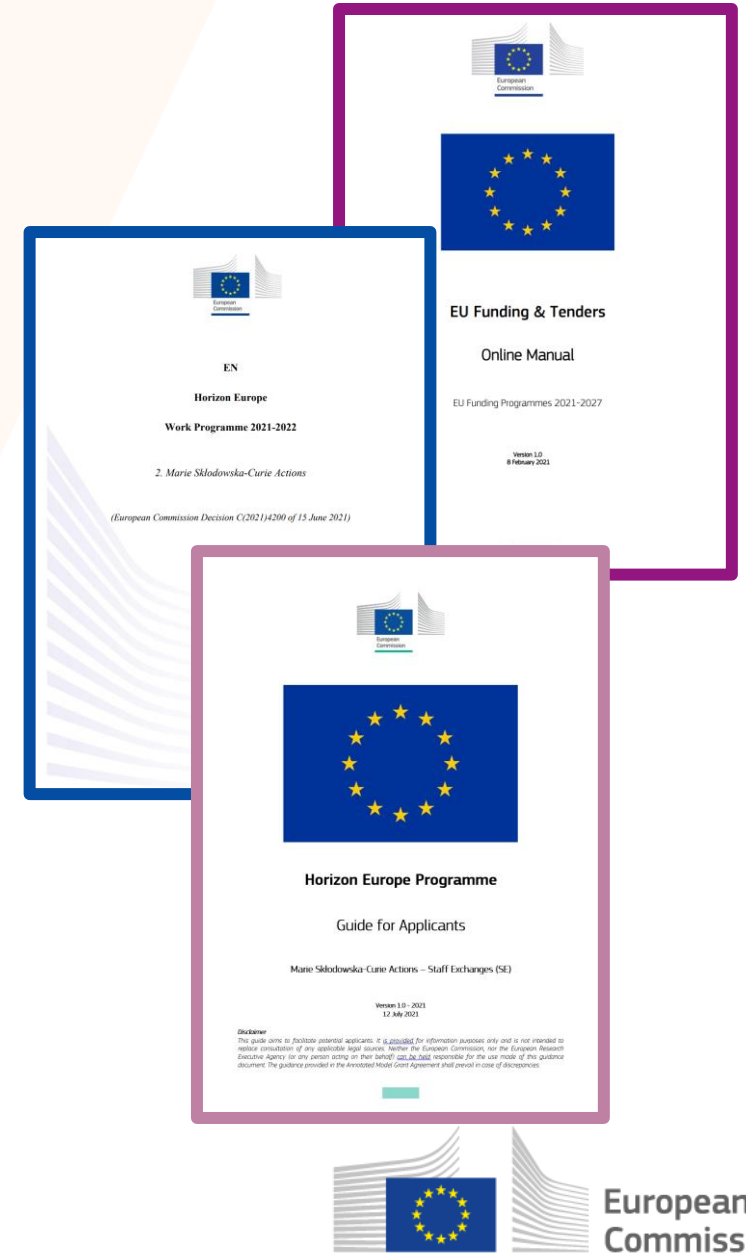 European
Commission
EU Funding & Tenders
Online Manual
EU Funding Programmes 2021-2027
Version 1.0
8 February 2021
European
Commission
EN
Horizon Europe
Work Programme 2021-2022
2. Marie Skłodowska-Curie Actions
(European Commission Decision C(2021)4200 of 15 June 2021)
European
Commission
Horizon Europe Programme
Guide for Applicants
Marie Skłodowska-Curie Actions – Staff Exchanges (SE)
Version 1.0 - 2021
12 July 2021
Disclaimer
This guide aims to facilitate potential applicants. It is provided for information purposes only and is not intended to
replace consultation of any applicable legal sources. Neither the European Commission, nor the European Research
Executive Agency (or any person acting on their behalf) can be held responsible for the use made of this guidance
document. The guidance provided in the Annotated Model Grant Agreement shall prevail in case of discrepancies.
European
Commiss